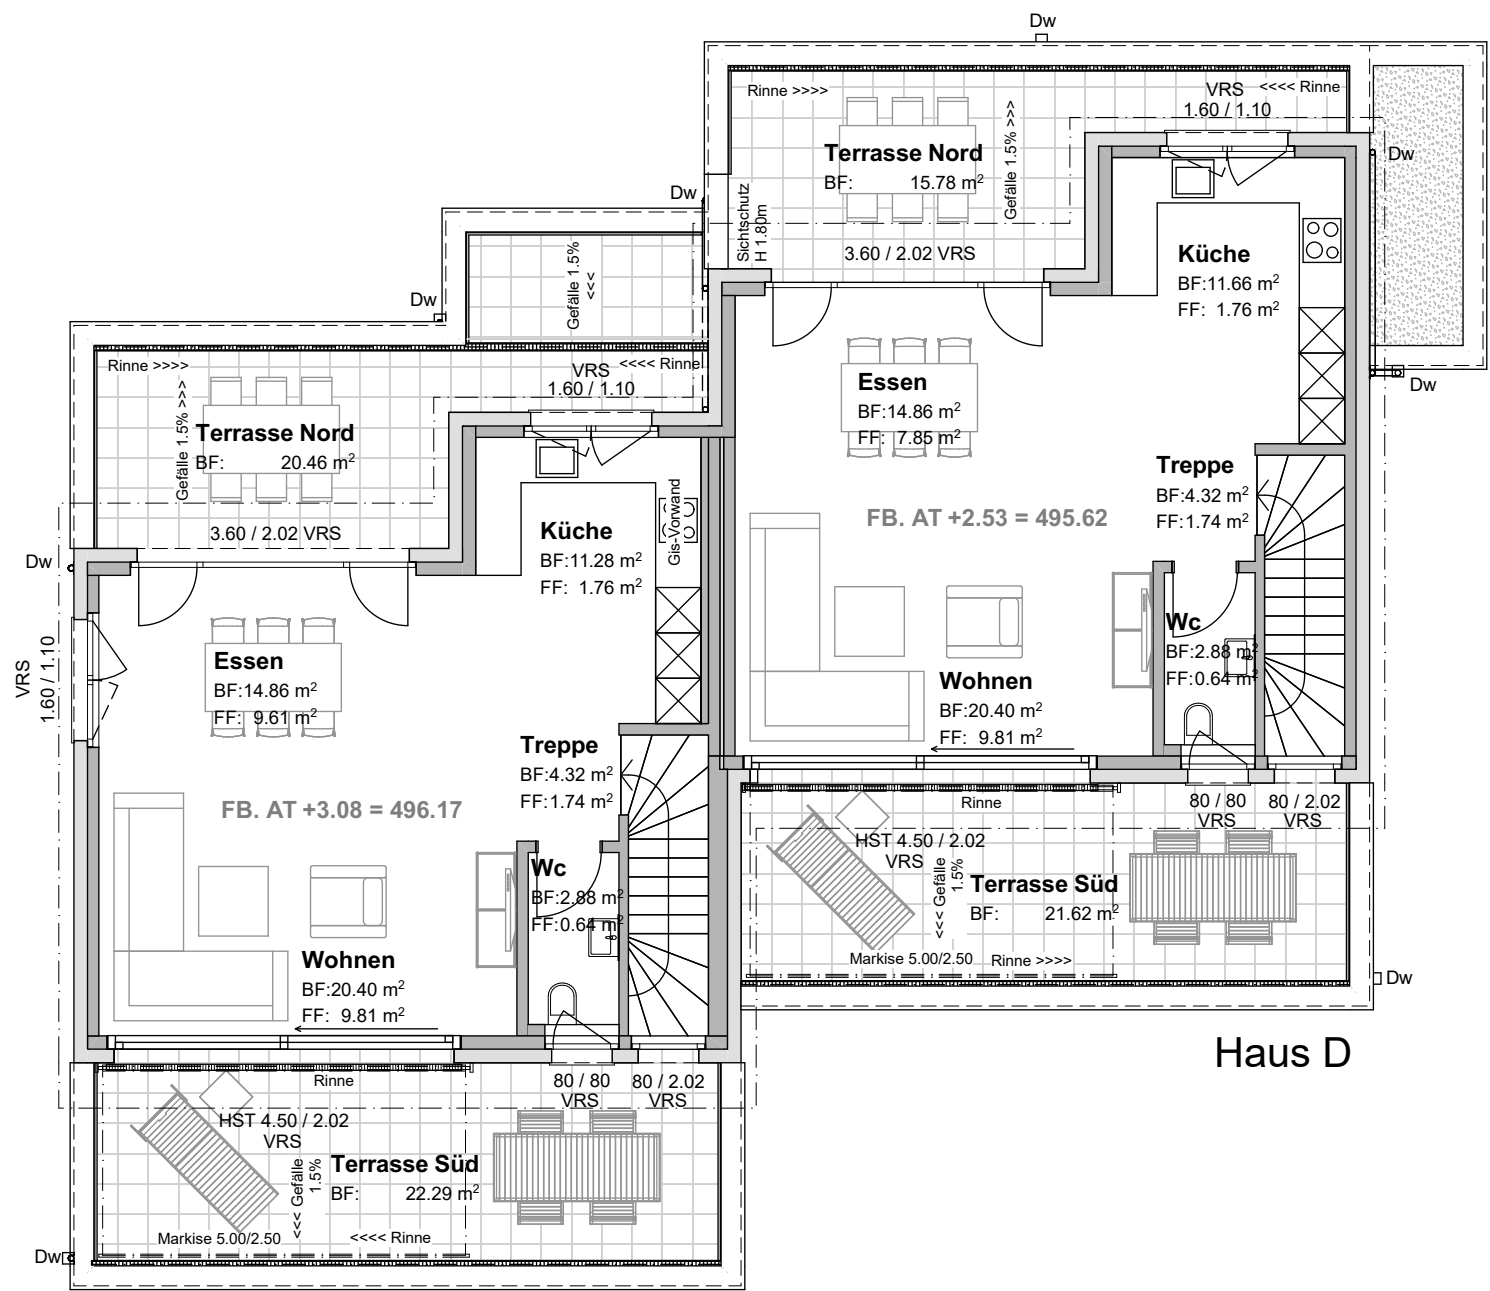 Dw
Rinne >>>>
VRS
1.60 / 1.10
<<<< Rinne
Gefälle 1.5% >>>
Terrasse Nord
BF: 15.78 m²
Sichtschutz
H 1.80m
3.60 / 2.02 VRS
Dw
Dw
Küche
BF:11.66 m²
FF: 1.76 m²
Essen
BF:14.86 m²
FF: 7.85 m²
Dw
Treppe
BF:4.32 m²
FF:1.74 m²
FB. AT +2.53 = 495.62
Wc
BF:2.88 m²
FF:0.64 m²
Wohnen
BF:20.40 m²
FF: 9.81 m²
Rinne
80 / 80
VRS
80 / 2.02
VRS
HST 4.50 / 2.02
VRS
<<< Gefälle
1.5%
Terrasse Süd
BF: 21.62 m²
Markise 5.00/2.50
Rinne >>>>
Dw
Haus D
Dw
Gefälle 1.5%
<<<
Rinne >>>>
VRS
1.60 / 1.10
<<<< Rinne
Gefälle 1.5% >>>
Terrasse Nord
BF: 20.46 m²
3.60 / 2.02 VRS
Dw
Küche
BF:11.28 m²
FF: 1.76 m²
Gis-Vorwand
VRS
1.60 / 1.10
Essen
BF:14.86 m²
FF: 9.61 m²
Treppe
BF:4.32 m²
FF:1.74 m²
FB. AT +3.08 = 496.17
Wc
BF:2.88 m²
FF:0.64 m²
Wohnen
BF:20.40 m²
FF: 9.81 m²
Rinne
80 / 80
VRS
80 / 2.02
VRS
HST 4.50 / 2.02
VRS
<<< Gefälle
1.5%
Terrasse Süd
BF: 22.29 m²
Markise 5.00/2.50
<<<< Rinne
Dw